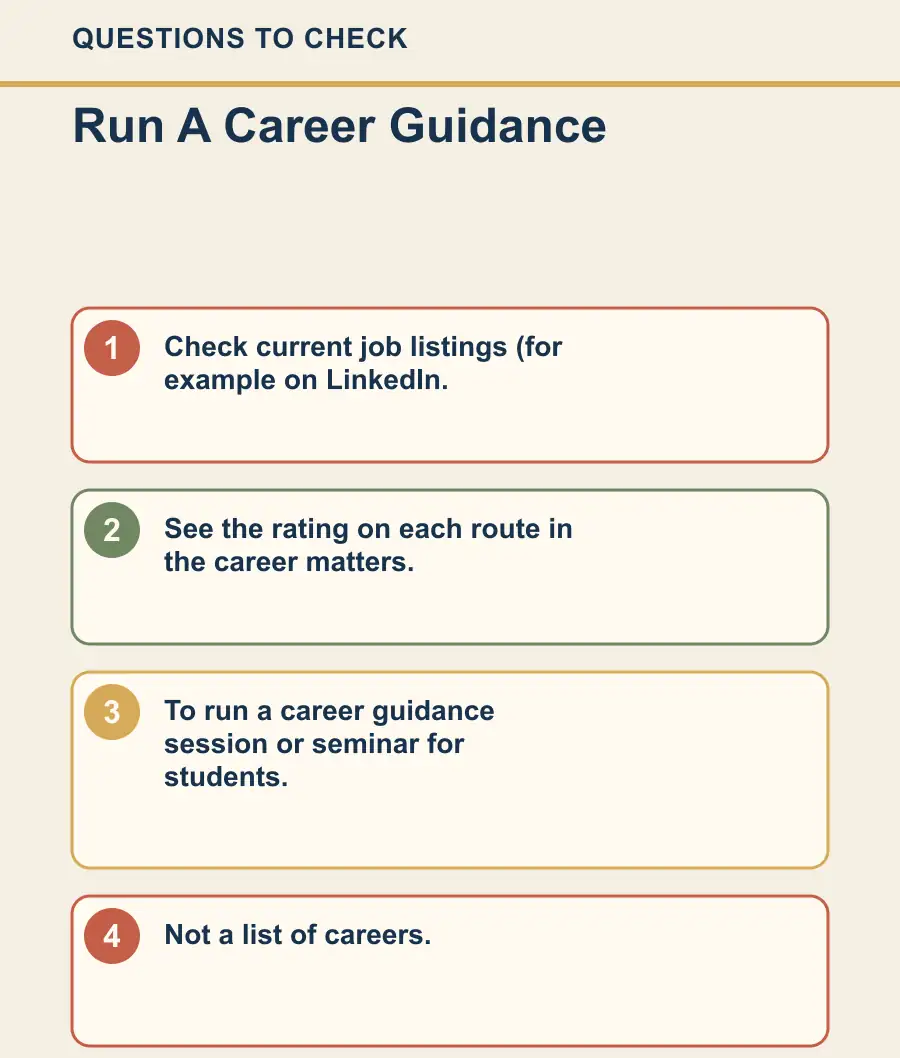 QUESTIONS TO CHECK
Run A Career Guidance
1
Check current job listings (for
example on LinkedIn.
2
See the rating on each route in
the career matters.
3
To run a career guidance
session or seminar for
students.
4
Not a list of careers.